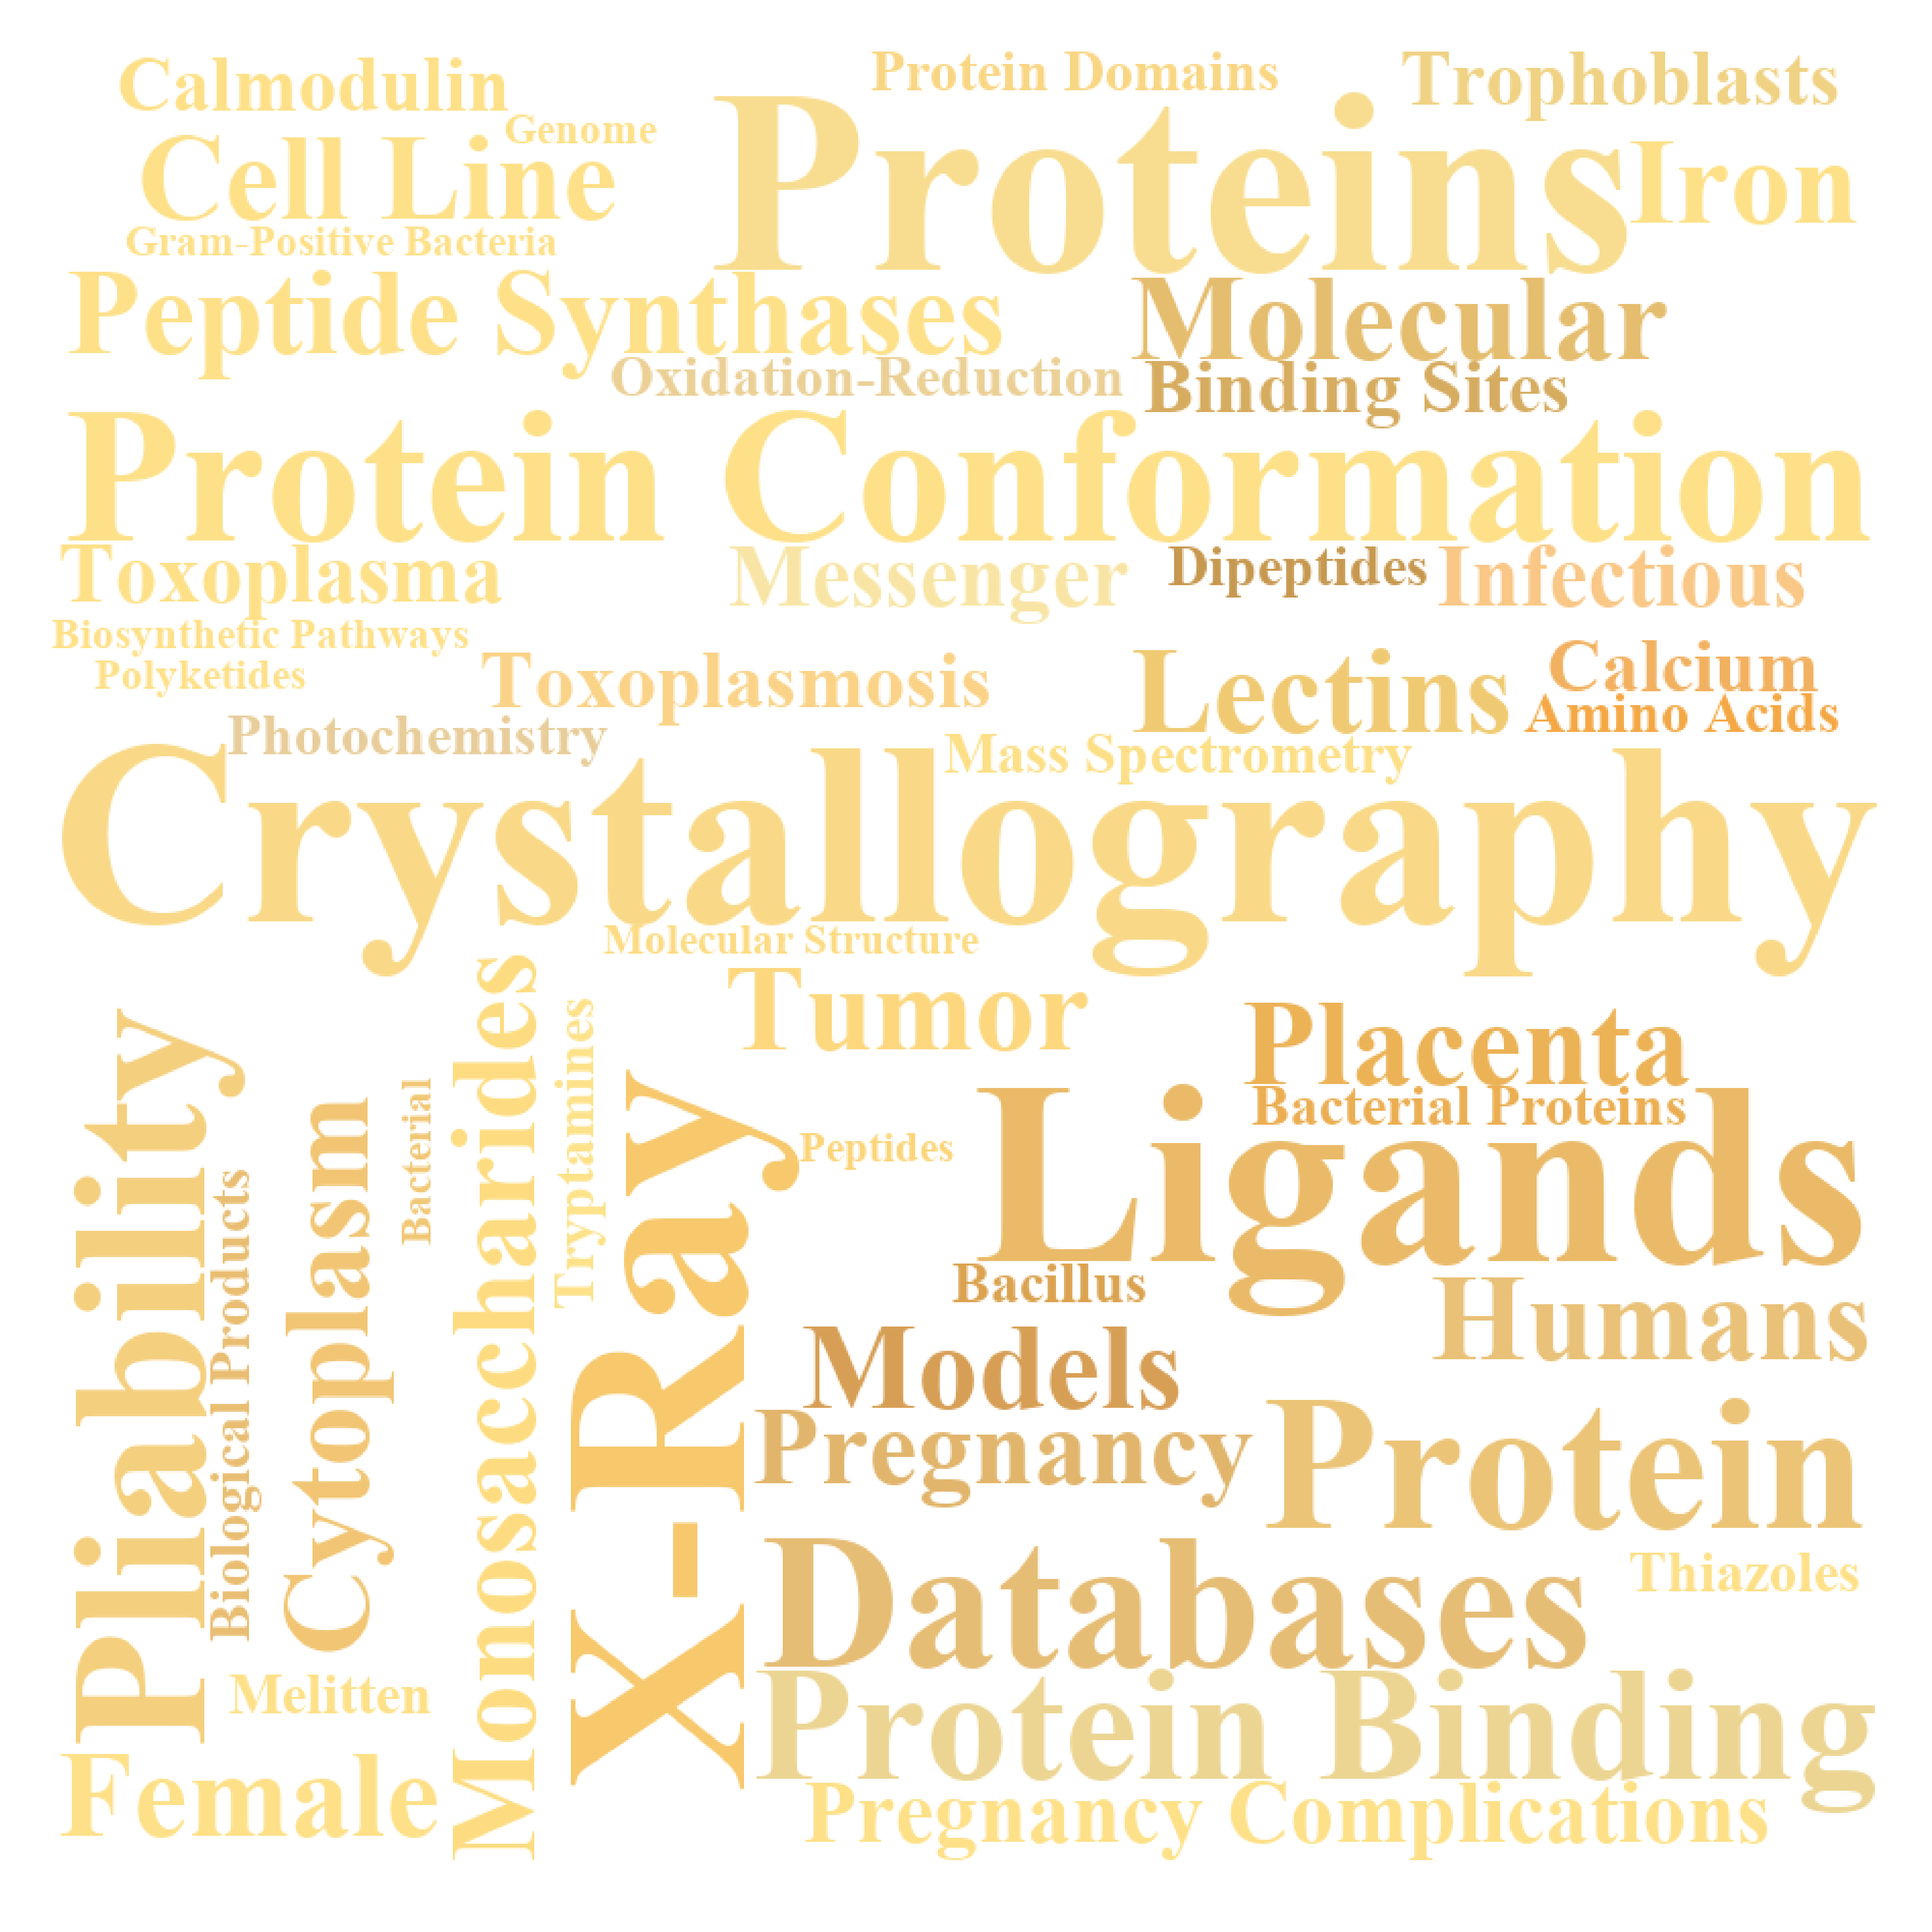 Calmodulin
Protein Domains
Trophoblasts
Genome
Proteins
Cell Line
Iron
Gram-Positive Bacteria
Peptide Synthases
Molecular
Oxidation-Reduction
Binding Sites
Protein Conformation
Toxoplasma
Messenger
Dipeptides
Infectious
Biosynthetic Pathways
Polyketides
Toxoplasmosis
Lectins
Calcium
Amino Acids
Photochemistry
Mass Spectrometry
Crystallography
Molecular Structure
Tumor
Placenta
Bacterial Proteins
Pliability
Biological Products
Cytoplasm
Bacterial
Monosaccharides
Tryptamines
X-Ray
Peptides
Ligands
Bacillus
Humans
Models
Pregnancy
Protein
Databases
Thiazoles
Melitten
Protein Binding
Female
Pregnancy Complications